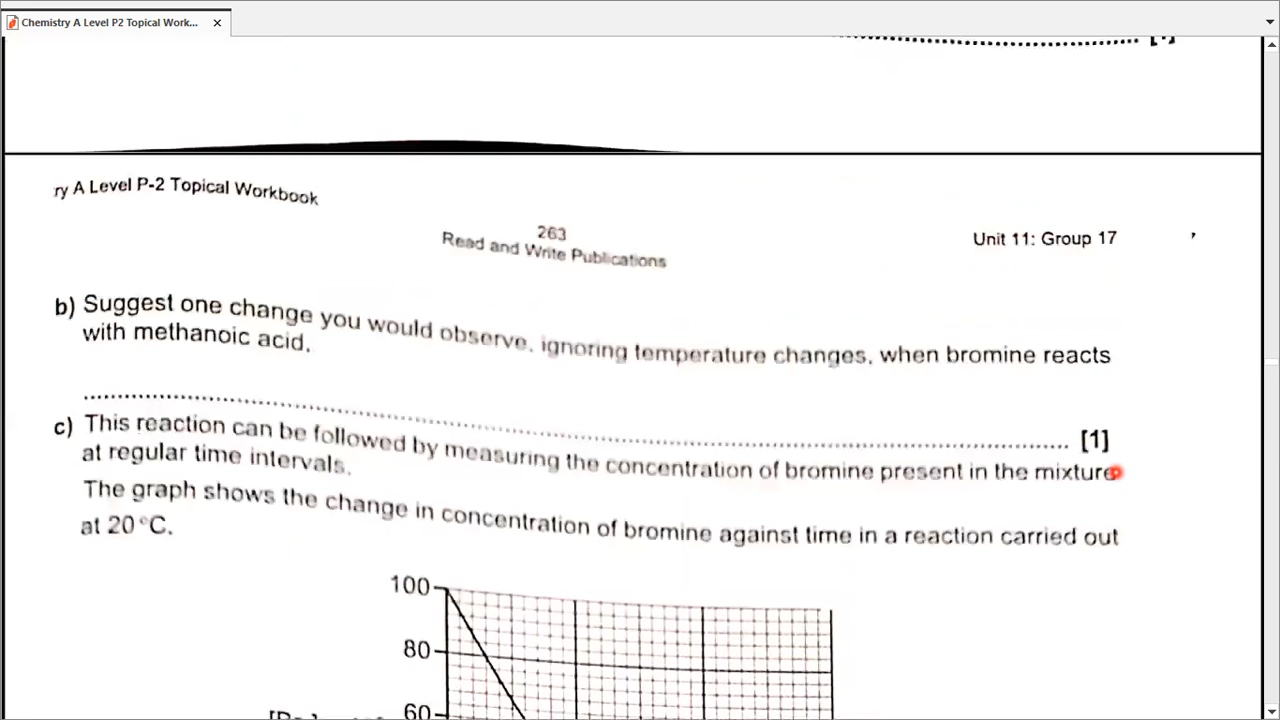 Chemistry A Level P2 Topical Work...
ry A Level P-2 Topical Workbook
263
Read and Write Publications
Unit 11: Group 17
b) Suggest one change you would observe, ignoring temperature changes, when bromine reacts
with methanoic acid.
[1]
c) This reaction can be followed by measuring the concentration of bromine present in the mixture
at regular time intervals.
The graph shows the change in concentration of bromine against time in a reaction carried out
at 20 °C.
100
80
60